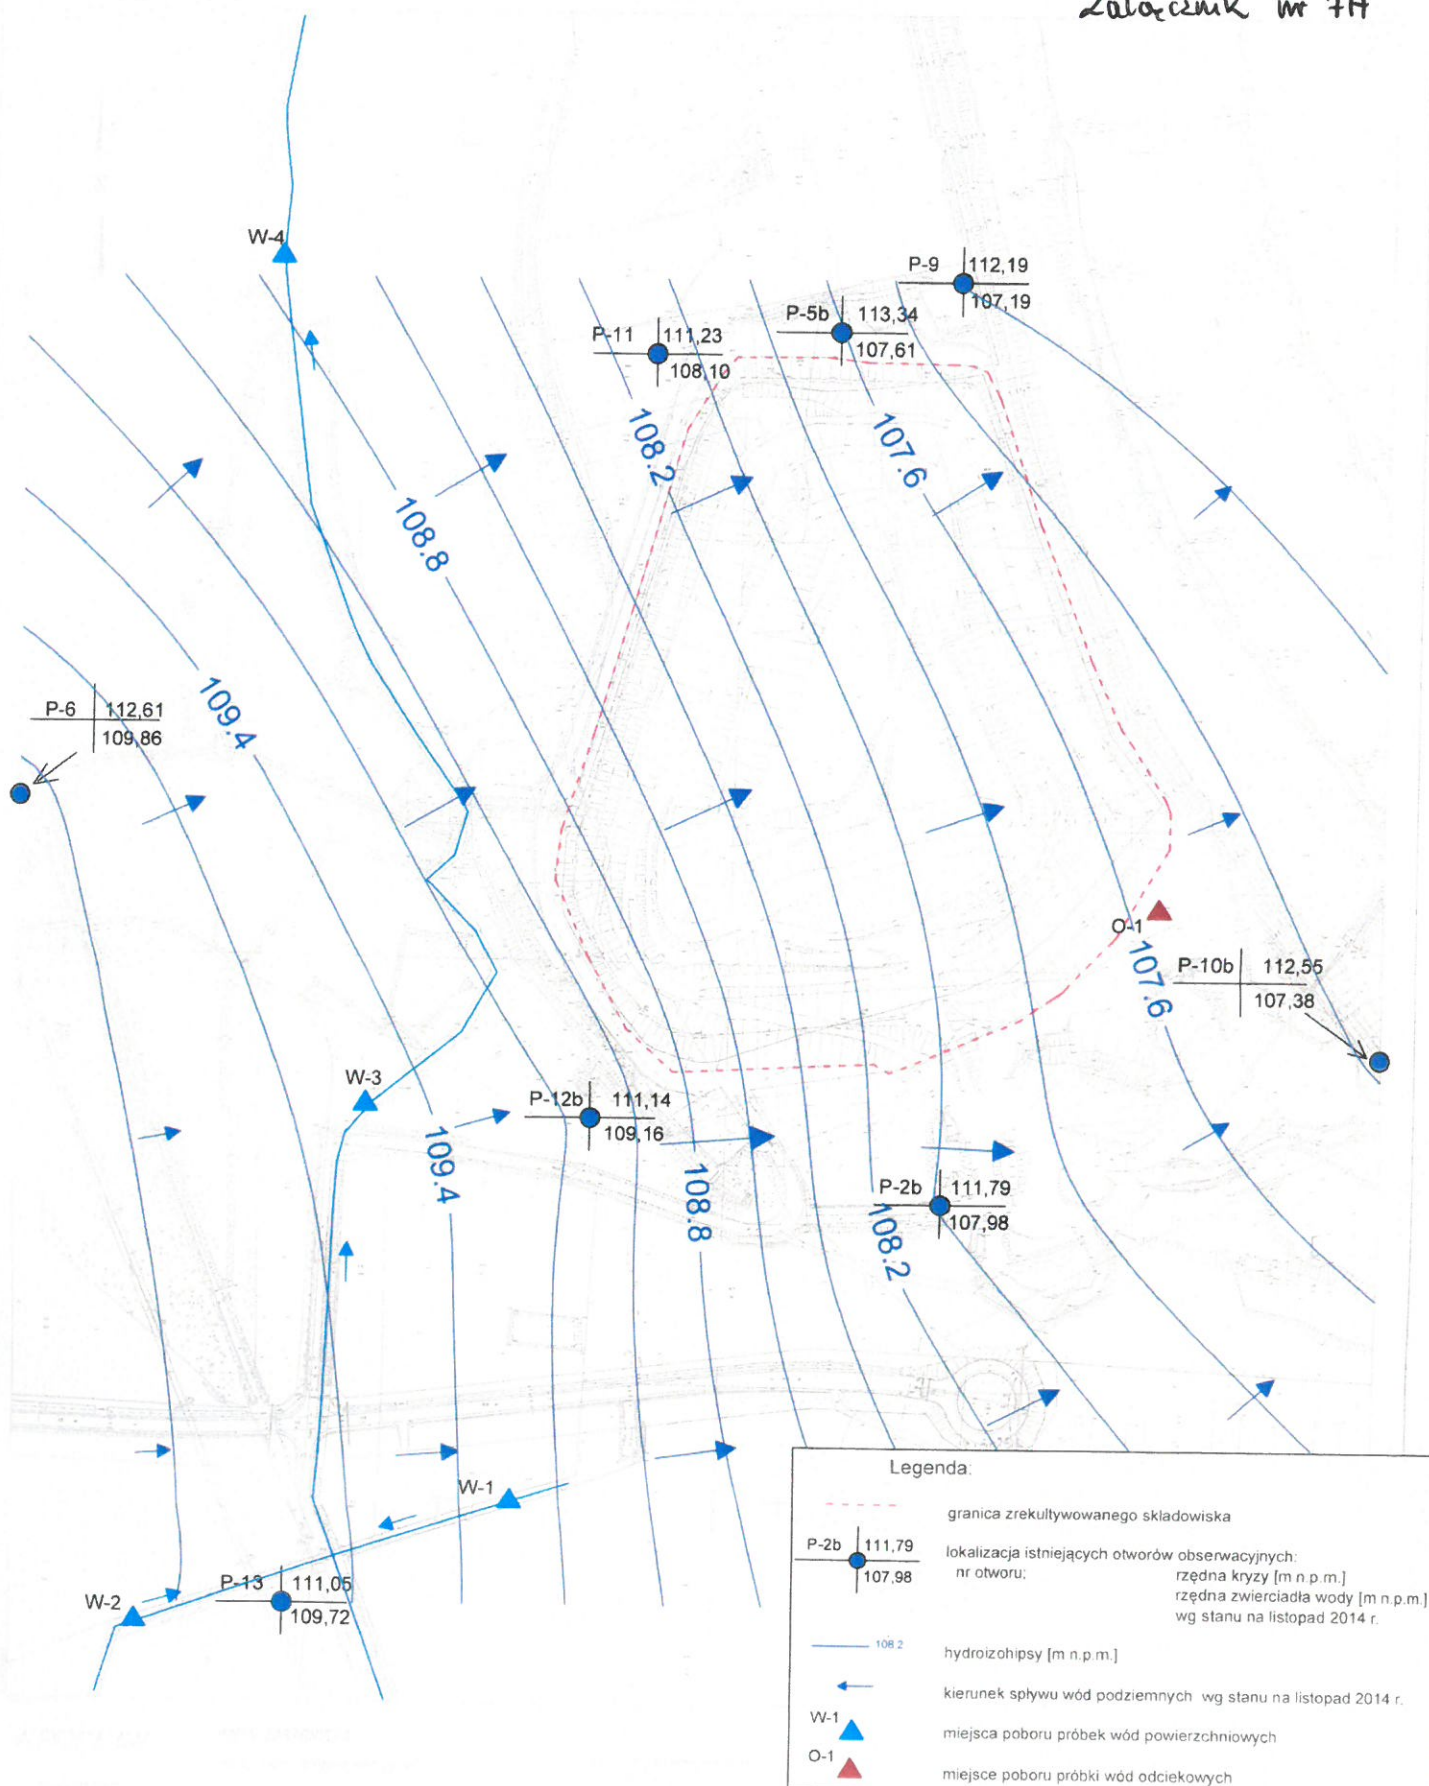 Załącznik nr 7A
W-4
P-9 112,19
107,19
P-5b 113,34
107,61
P-11 111,23
108,10
108.2
107.6
108.8
109.4
P-6 112,61
109,86
O-1
107.6
P-10b 112,55
107,38
W-3
P-12b 111,14
109,16
109.4
108.8
P-2b 111,79
107,98
108.2
W-1
P-13 111,05
109,72
W-2
Legenda:
granica zrekultywowanego składowiska
P-2b 111,79
107,98
lokalizacja istniejących otworów obserwacyjnych:
nr otworu;
rzędna kryzy [m n.p.m.]
rzędna zwierciadła wody [m n.p.m.]
wg stanu na listopad 2014 r.
108.2
hydroizohipsy [m n.p.m.]
kierunek spływu wód podziemnych wg stanu na listopad 2014 r.
W-1
miejsca poboru próbek wód powierzchniowych
O-1
miejsce poboru próbki wód odciekowych